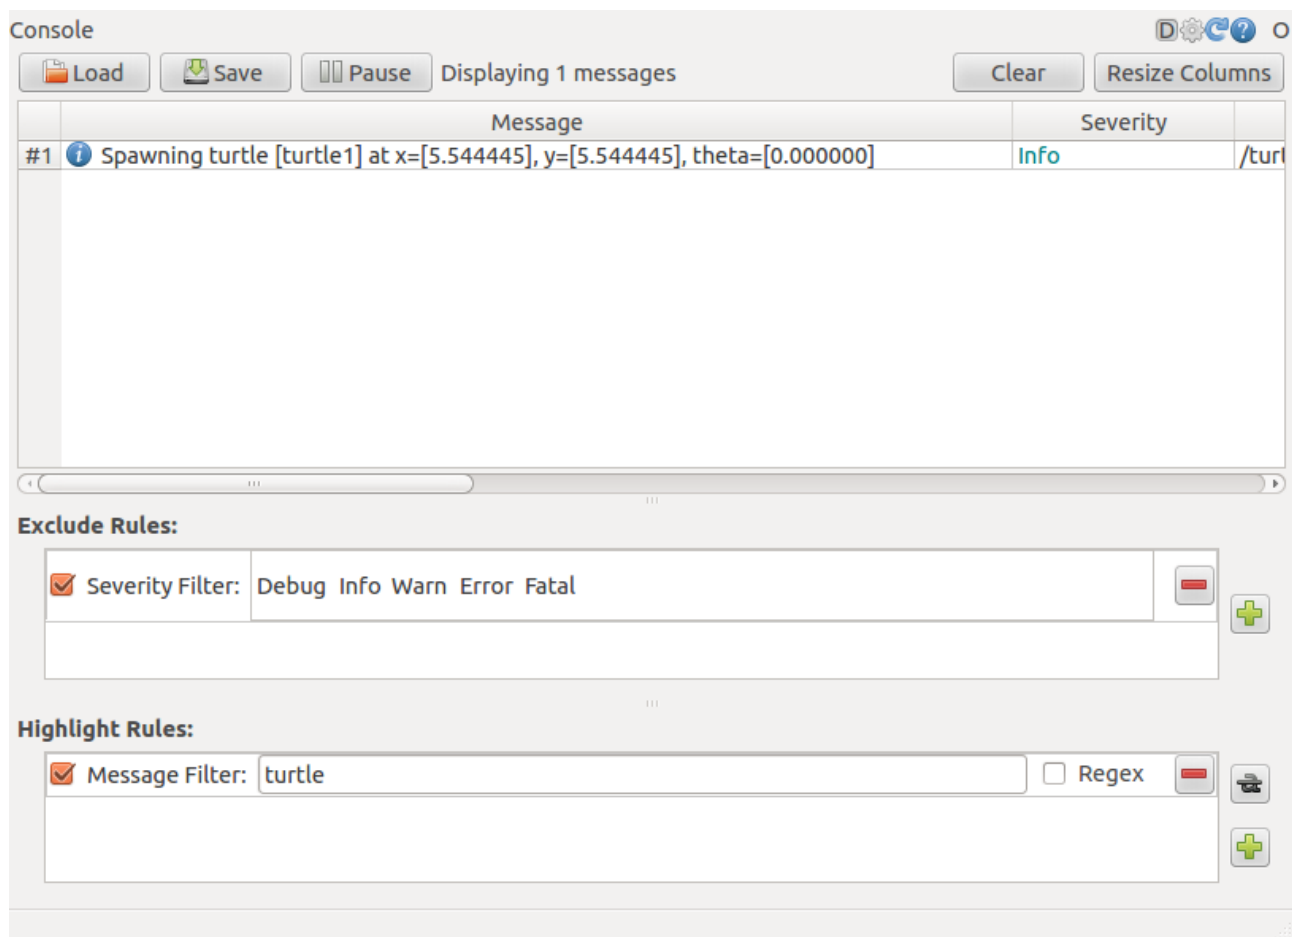 Console D ? O
Load Save Pause Displaying 1 messages Clear Resize Columns
Message Severity
#1 i Spawning turtle [turtle1] at x=[5.544445], y=[5.544445], theta=[0.000000] Info /turt
Exclude Rules:
Severity Filter: Debug Info Warn Error Fatal
Highlight Rules:
Message Filter: turtle Regex